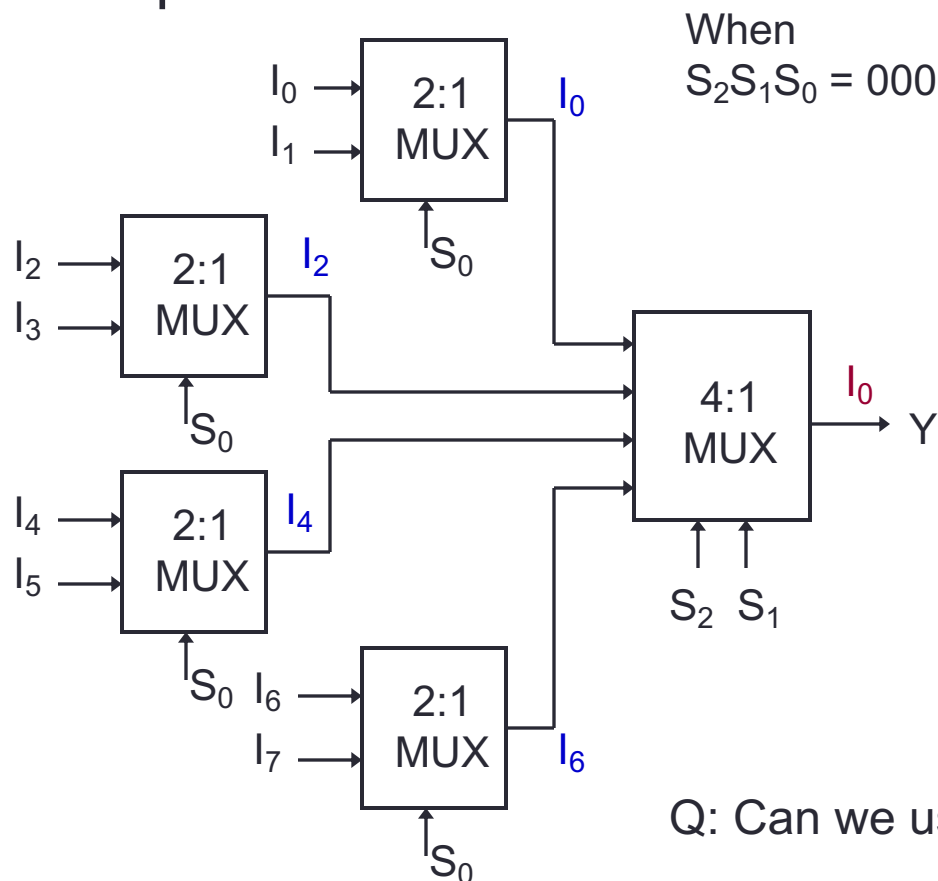 When
S₂S₁S₀ = 000
I₀
I₁
2:1
MUX
I₀
S₀
I₂
I₃
2:1
MUX
I₂
S₀
I₄
I₅
2:1
MUX
I₄
S₀
I₆
I₇
2:1
MUX
I₆
S₀
4:1
MUX
I₀
Y
S₂ S₁
Q: Can we